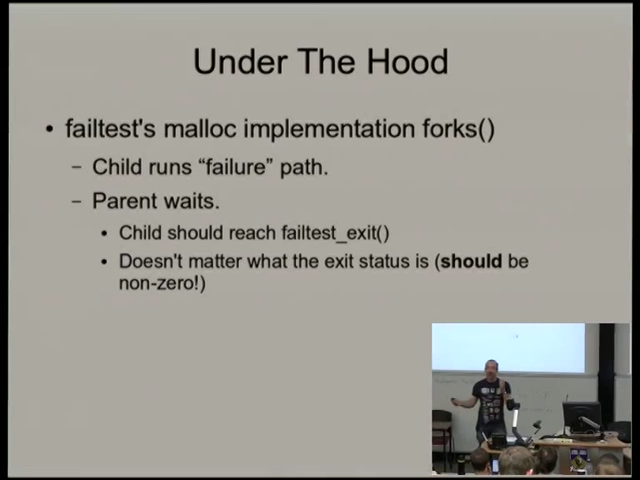 Under The Hood
• failtest's malloc implementation forks()
– Child runs “failure” path.
– Parent waits.
• Child should reach failtest_exit()
• Doesn't matter what the exit status is (should be
non-zero!)